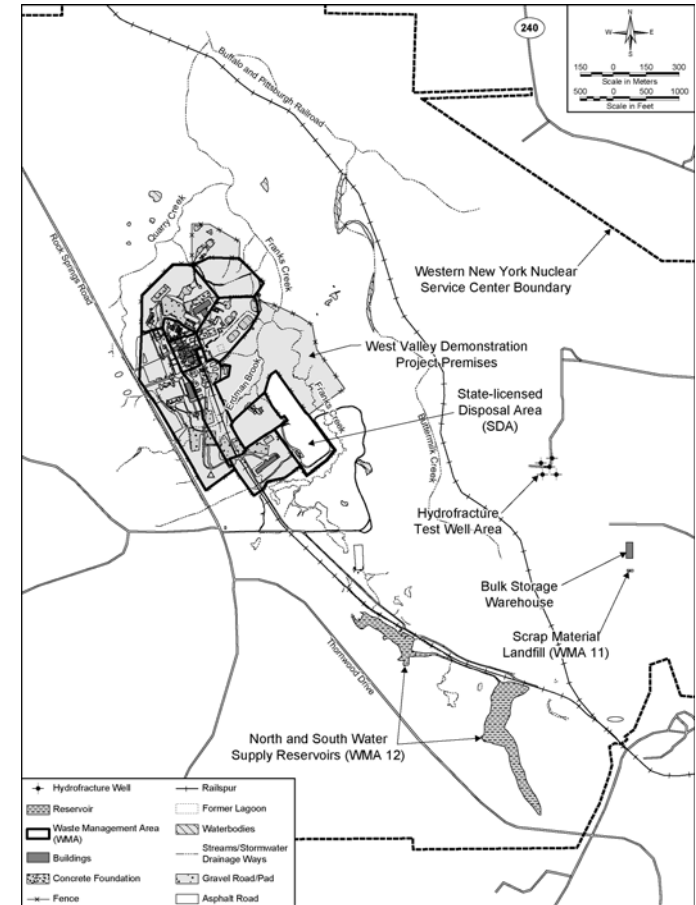 240
N
W
E
S
150 0 150 300
Scale in Meters
500 0 500 1000
Scale in Feet
Buffalo and Pittsburgh Railroad
Quarry Creek
Franks Creek
Rock Springs Road
Western New York Nuclear
Service Center Boundary
West Valley Demonstration
Project Premises
Erdman Brook
Franks Creek
State-licensed
Disposal Area
(SDA)
Buttermilk Creek
Hydrofracture
Test Well Area
Bulk Storage
Warehouse
Scrap Material
Landfill (WMA 11)
Thornwood Drive
North and South Water
Supply Reservoirs (WMA 12)
Hydrofracture Well
Reservoir
Waste Management Area
(WMA)
Buildings
Concrete Foundation
Fence
Railspur
Former Lagoon
Waterbodies
Streams/Stormwater
Drainage Ways
Gravel Road/Pad
Asphalt Road